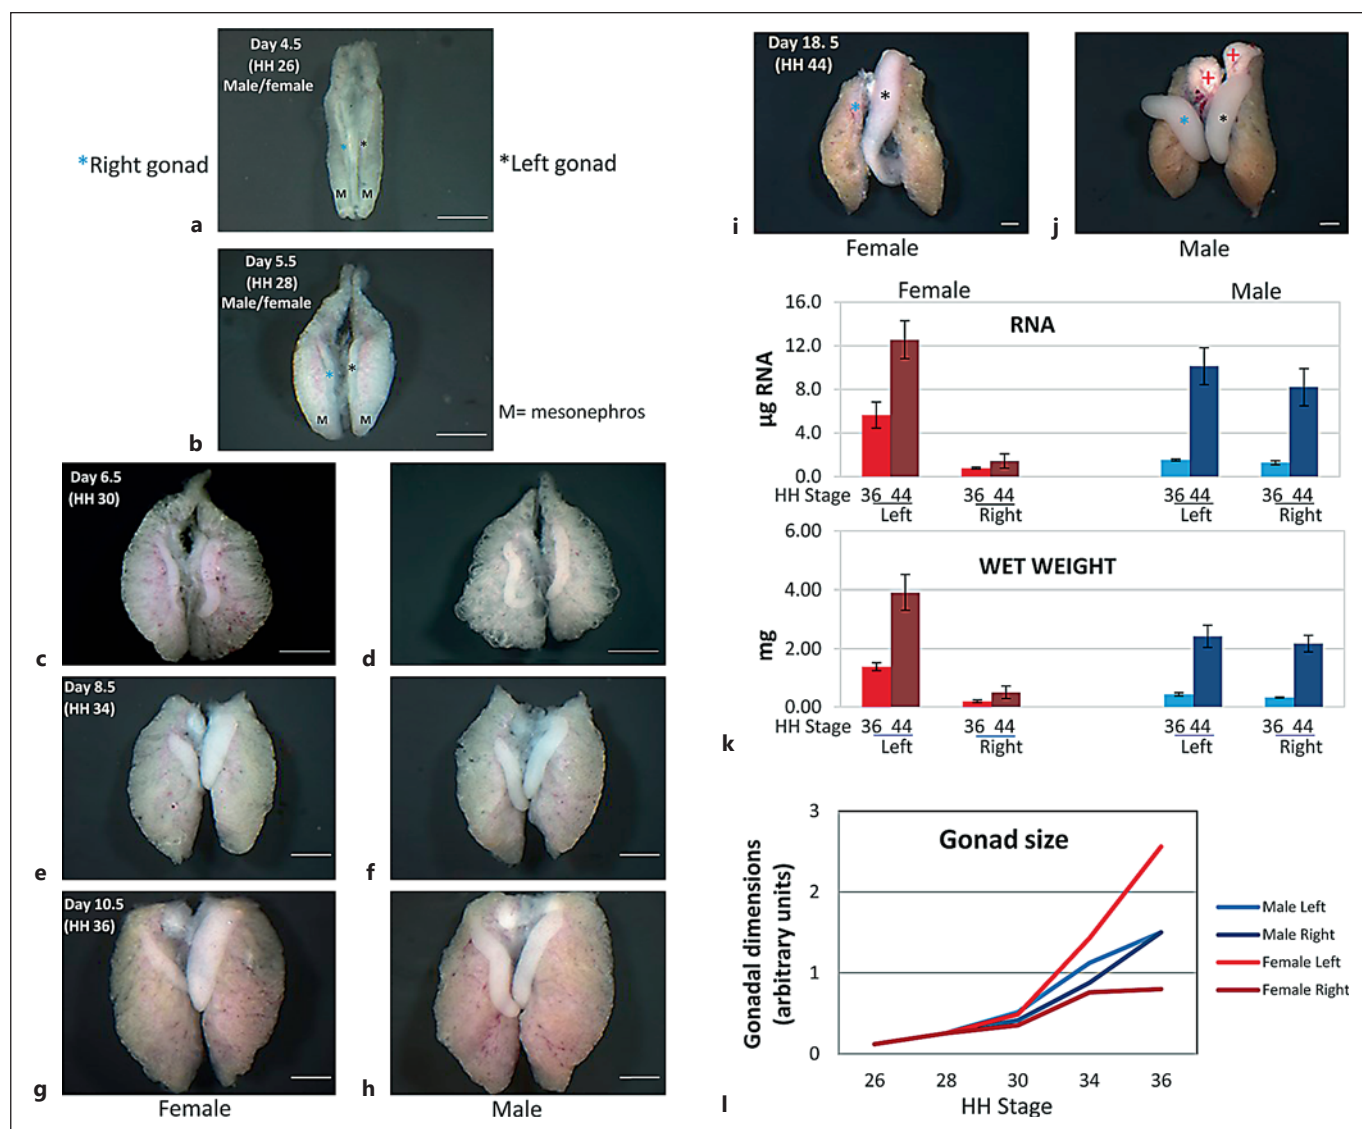 Day 4.5
(HH 26)
Male/female
*Right gonad
*
*
*Left gonad
M
M
a
Day 5.5
(HH 28)
Male/female
*
*
M
M
M= mesonephros
b
Day 6.5
(HH 30)
c
d
Day 8.5
(HH 34)
e
f
Day 10.5
(HH 36)
g
h
Female
Male
Day 18. 5
(HH 44)
*
*
+
+
*
*
i
j
Female
Male
Female
Male
RNA
16.0
12.0
8.0
4.0
0.0
µg RNA
HH Stage
36 44
36 44
36 44
36 44
Left
Right
Left
Right
WET WEIGHT
6.00
4.00
2.00
0.00
mg
HH Stage
36 44
36 44
36 44
36 44
Left
Right
Left
Right
k
Gonad size
3
2
1
0
Gonadal dimensions
(arbitrary units)
26
28
30
34
36
HH Stage
Male Left
Male Right
Female Left
Female Right
l